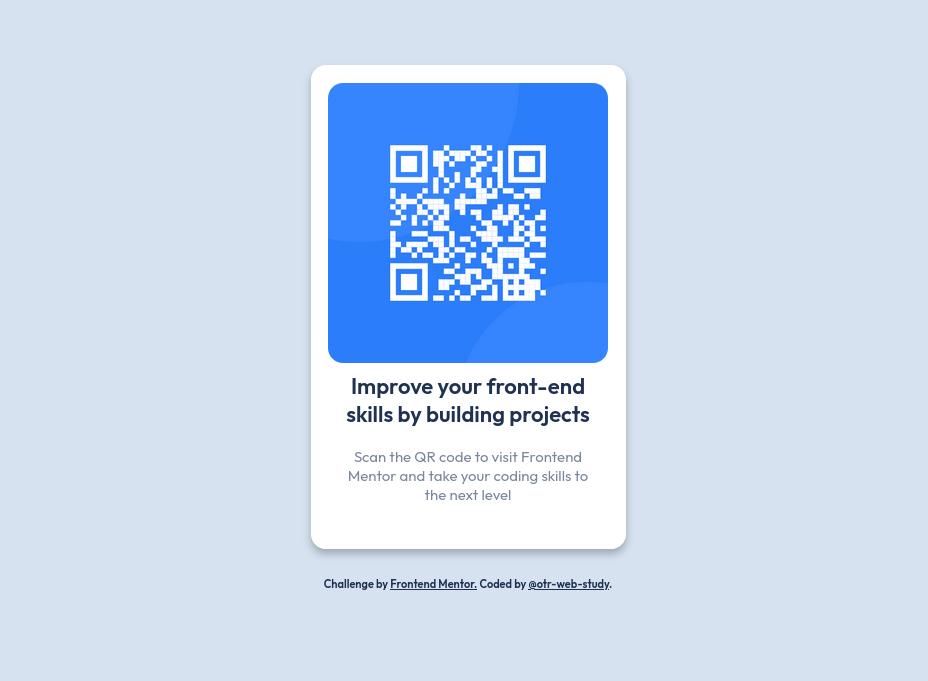 Improve your front-end
skills by building projects
Scan the QR code to visit Frontend
Mentor and take your coding skills to
the next level
Challenge by Frontend Mentor. Coded by @otr-web-study.